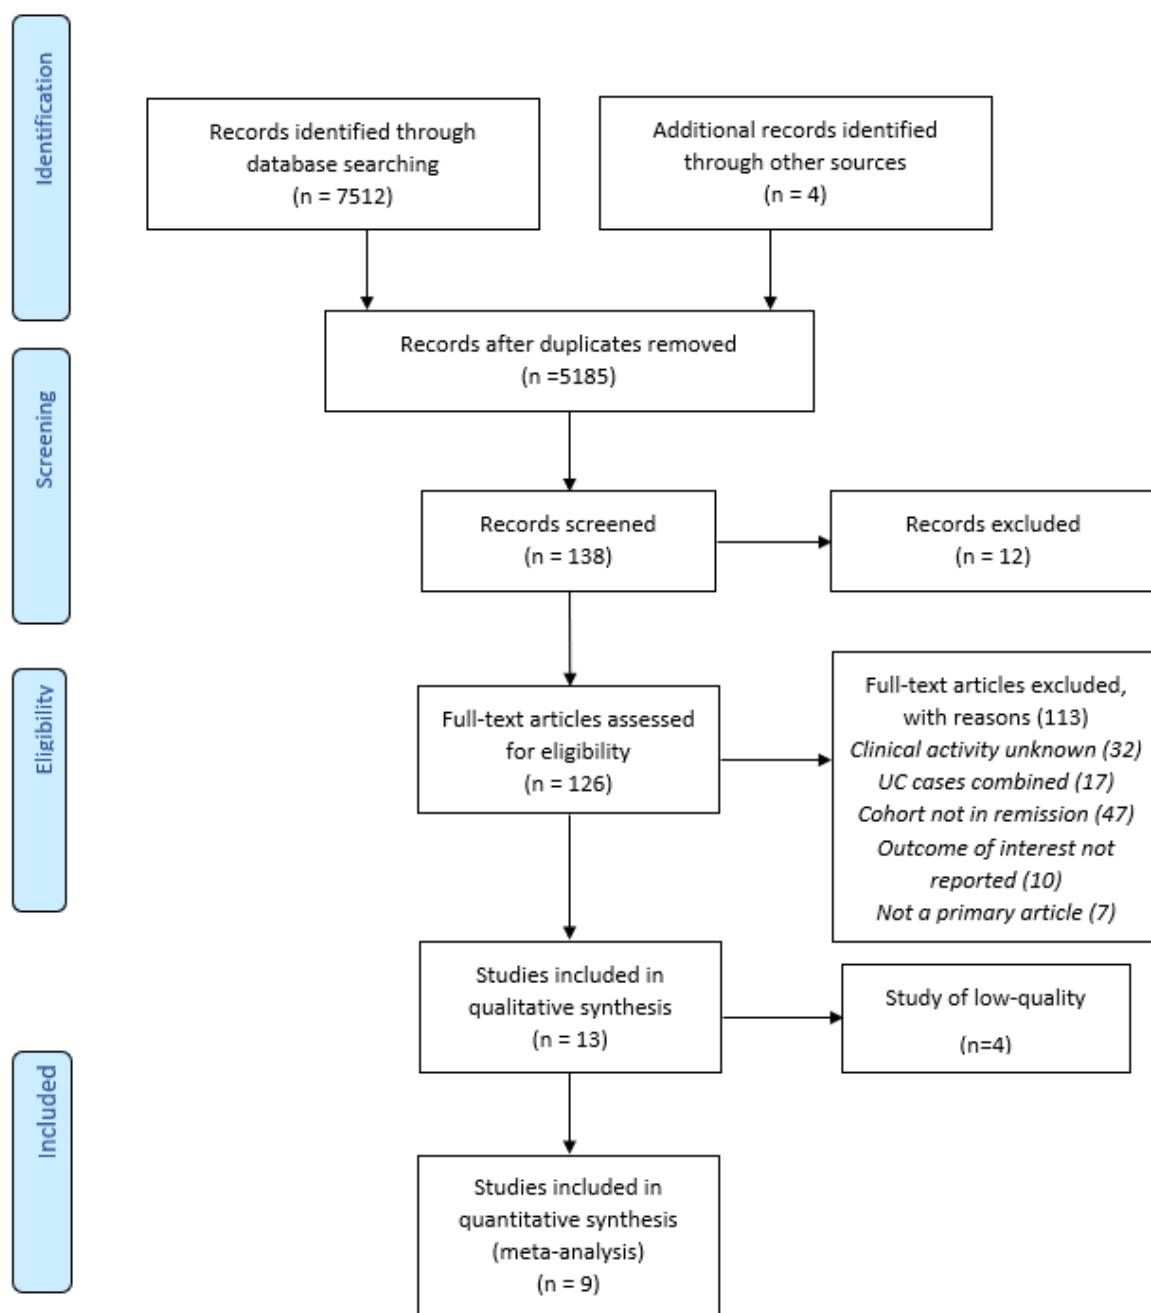 Identification
Records identified through
database searching
(n = 7512)
Additional records identified
through other sources
(n = 4)
Records after duplicates removed
(n =5185)
Screening
Records screened
(n = 138)
Records excluded
(n = 12)
Eligibility
Full-text articles assessed
for eligibility
(n = 126)
Full-text articles excluded,
with reasons (113)
Clinical activity unknown (32)
UC cases combined (17)
Cohort not in remission (47)
Outcome of interest not
reported (10)
Not a primary article (7)
Studies included in
qualitative synthesis
(n = 13)
Study of low-quality
(n=4)
Included
Studies included in
quantitative synthesis
(meta-analysis)
(n = 9)